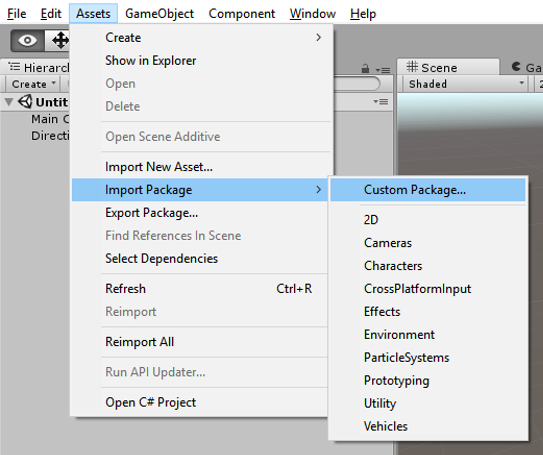 File Edit Assets GameObject Component Window Help
Hierarc
Create
Untit
Main C
Directi
Create
Show in Explorer
Open
Delete
Open Scene Additive
Import New Asset...
Import Package
Export Package...
Find References In Scene
Select Dependencies
Refresh Ctrl+R
Reimport
Reimport All
Run API Updater...
Open C# Project
Custom Package...
2D
Cameras
Characters
CrossPlatformInput
Effects
Environment
ParticleSystems
Prototyping
Utility
Vehicles
Scene Ga
Shaded 2